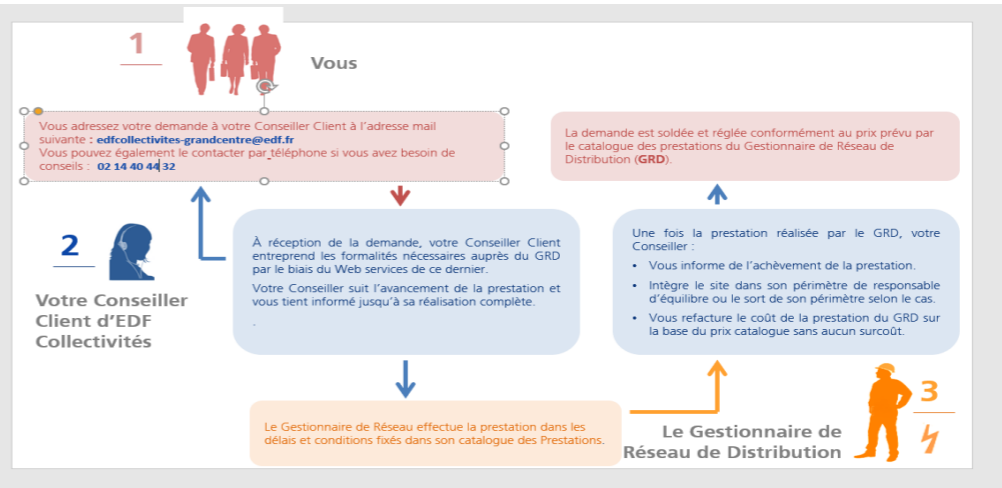 1
Vous
Vous adressez votre demande à votre Conseiller Client à l'adresse mail
suivante : edfcollectivites-grandcentre@edf.fr
Vous pouvez également le contacter par téléphone si vous avez besoin de
conseils : 02 14 40 44 32
La demande est soldée et réglée conformément au prix prévu par
le catalogue des prestations du Gestionnaire de Réseau de
Distribution (GRD).
2
Votre Conseiller
Client d'EDF
Collectivités
À réception de la demande, votre Conseiller Client
entreprend les formalités nécessaires auprès du GRD
par le biais du Web services de ce dernier.
Votre Conseiller suit l'avancement de la prestation et
vous tient informé jusqu'à sa réalisation complète.
.
Une fois la prestation réalisée par le GRD, votre
Conseiller :
• Vous informe de l'achèvement de la prestation.
• Intègre le site dans son périmètre de responsable
d'équilibre ou le sort de son périmètre selon le cas.
• Vous refacture le coût de la prestation du GRD sur
la base du prix catalogue sans aucun surcoût.
Le Gestionnaire de Réseau effectue la prestation dans les
délais et conditions fixés dans son catalogue des Prestations.
3
Le Gestionnaire de
Réseau de Distribution